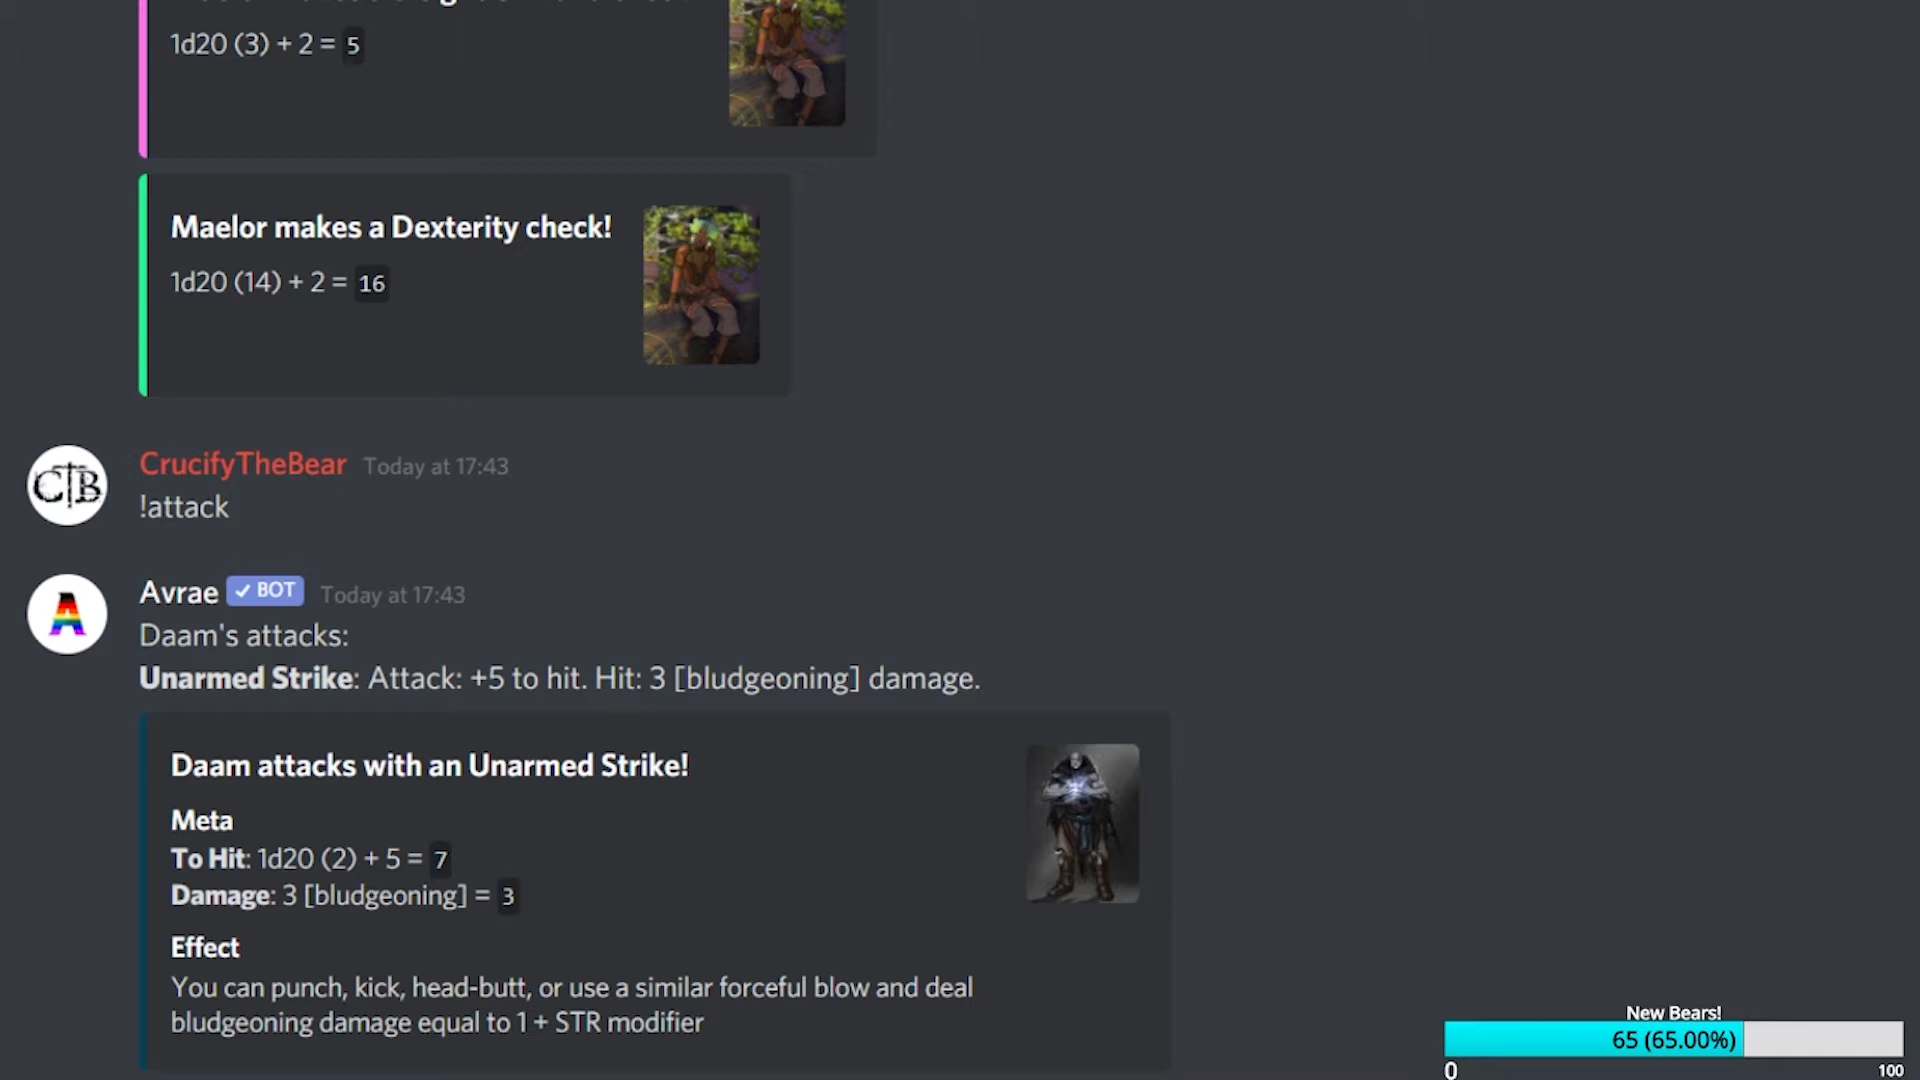 1d20 (3) + 2 = 5
Maelor makes a Dexterity check!
1d20 (14) + 2 = 16
CTB
CrucifyTheBear Today at 17:43
!attack
A
Avrae ✓ BOT Today at 17:43
Daam's attacks:
Unarmed Strike: Attack: +5 to hit. Hit: 3 [bludgeoning] damage.
Daam attacks with an Unarmed Strike!
Meta
To Hit: 1d20 (2) + 5 = 7
Damage: 3 [bludgeoning] = 3
Effect
You can punch, kick, head-butt, or use a similar forceful blow and deal
bludgeoning damage equal to 1 + STR modifier
New Bears!
65 (65.00%)
0 100